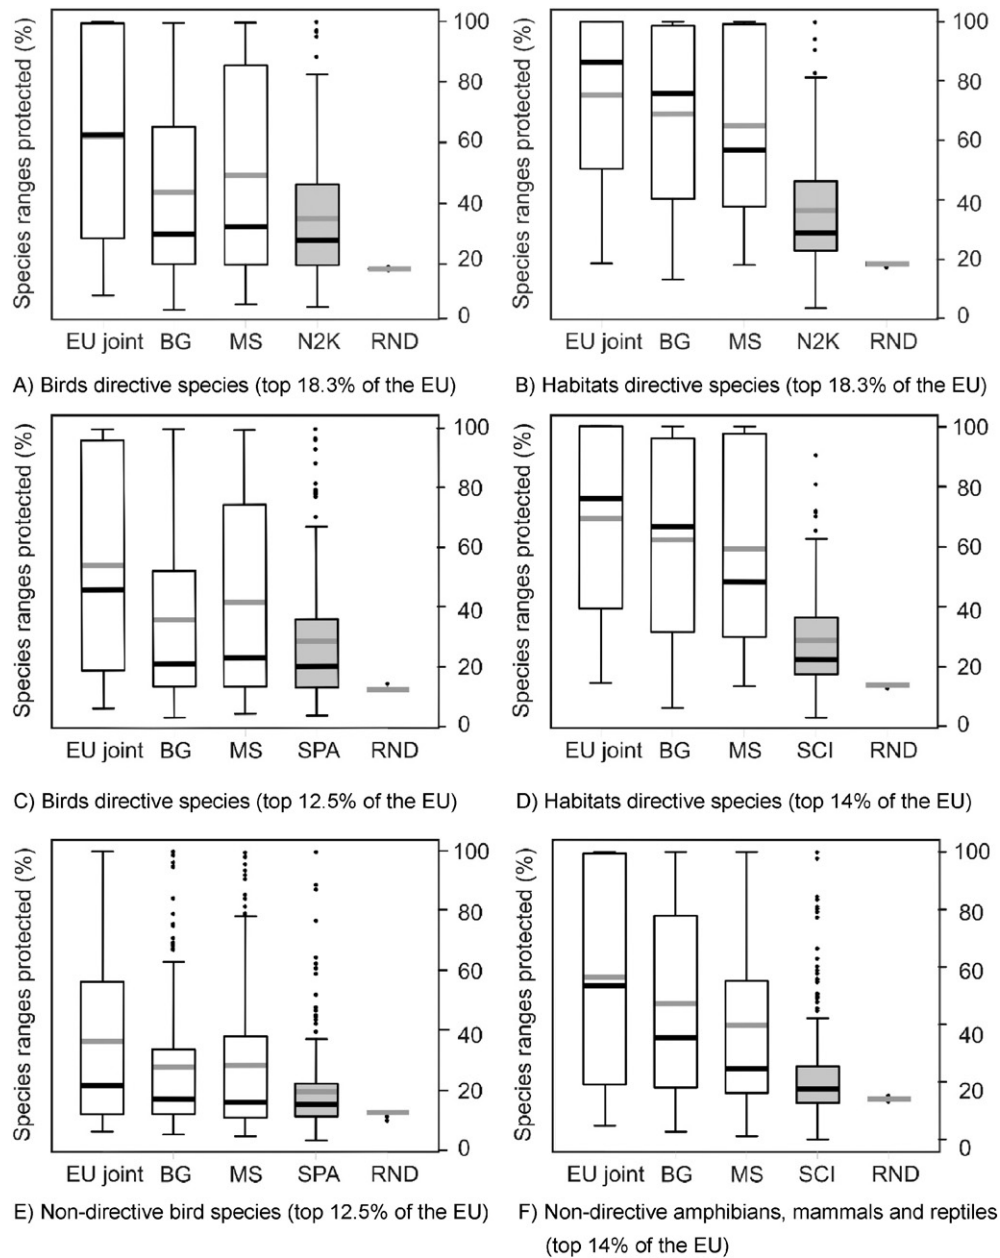 Species ranges protected (%)
100
80
60
40
20
0
EU joint BG MS N2K RND
A) Birds directive species (top 18.3% of the EU)
Species ranges protected (%)
100
80
60
40
20
0
EU joint BG MS N2K RND
B) Habitats directive species (top 18.3% of the EU)
Species ranges protected (%)
100
80
60
40
20
0
EU joint BG MS SPA RND
C) Birds directive species (top 12.5% of the EU)
Species ranges protected (%)
100
80
60
40
20
0
EU joint BG MS SCI RND
D) Habitats directive species (top 14% of the EU)
Species ranges protected (%)
100
80
60
40
20
0
EU joint BG MS SPA RND
E) Non-directive bird species (top 12.5% of the EU)
Species ranges protected (%)
100
80
60
40
20
0
EU joint BG MS SCI RND
F) Non-directive amphibians, mammals and reptiles
(top 14% of the EU)